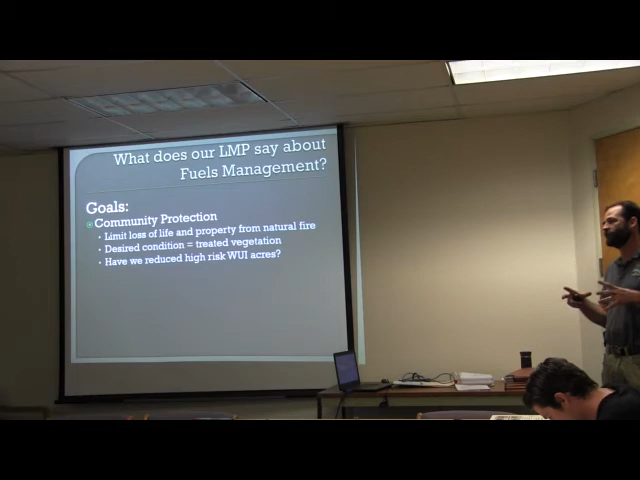 What does our LMP say about
Fuels Management?
Goals:
Community Protection
• Limit loss of life and property from natural fire
• Desired condition = treated vegetation
• Have we reduced high risk WUI acres?